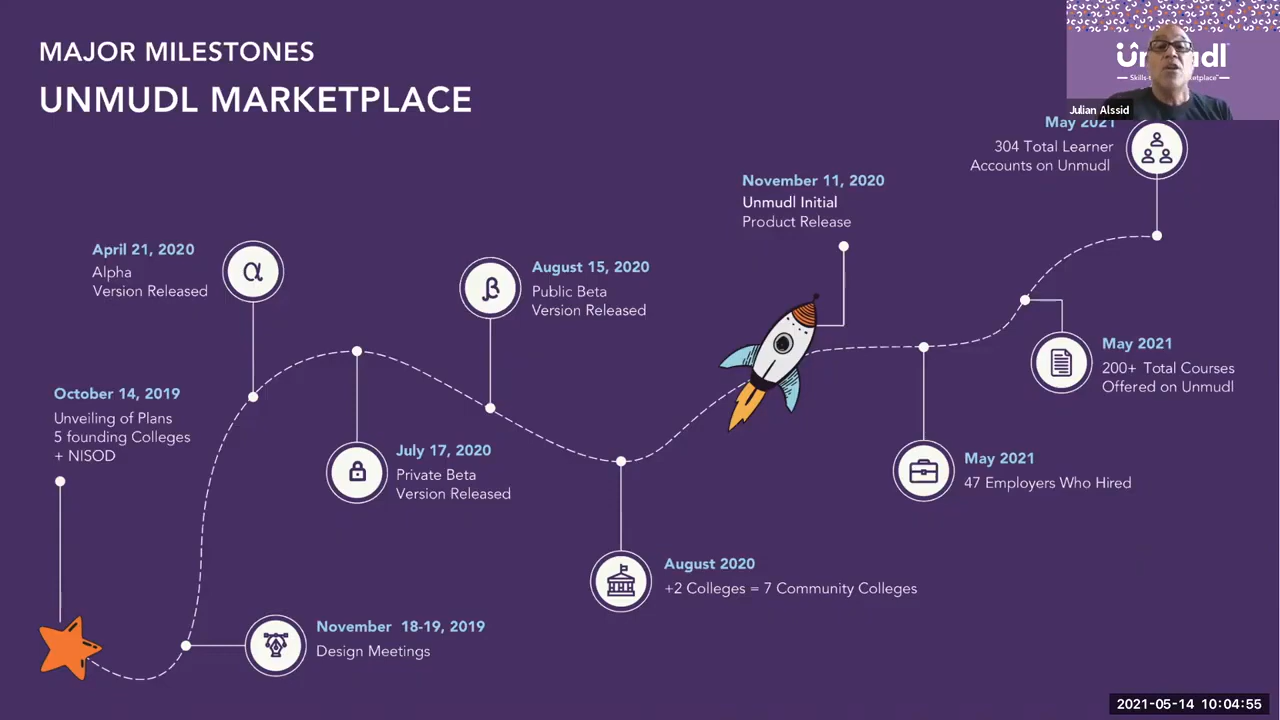 MAJOR MILESTONES
UNMUDL MARKETPLACE
Julian Alssid
May 2021
304 Total Learner
Accounts on Unmudl
November 11, 2020
Unmudl Initial
Product Release
April 21, 2020
Alpha
Version Released
α
β
August 15, 2020
Public Beta
Version Released
May 2021
200+ Total Courses
Offered on Unmudl
October 14, 2019
Unveiling of Plans
5 founding Colleges
+ NISOD
July 17, 2020
Private Beta
Version Released
May 2021
47 Employers Who Hired
August 2020
+2 Colleges = 7 Community Colleges
November 18-19, 2019
Design Meetings
2021-05-14 10:04:55